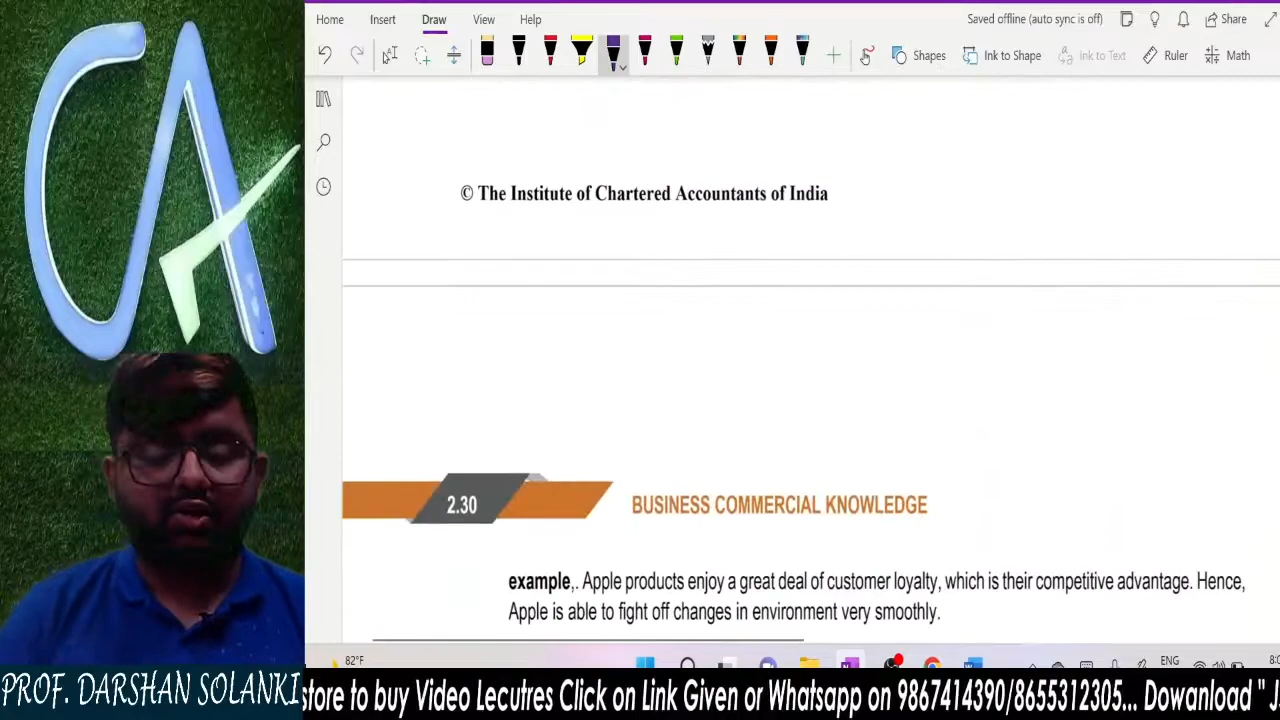 Home Insert Draw View Help
Saved offline (auto sync is off)
Share
Shapes
Ink to Shape
Ink to Text
Ruler
Math
CA
© The Institute of Chartered Accountants of India
2.30
BUSINESS COMMERCIAL KNOWLEDGE
example,. Apple products enjoy a great deal of customer loyalty, which is their competitive advantage. Hence,
Apple is able to fight off changes in environment very smoothly.
82°F
ENG
PROF. DARSHAN SOLANKI
store to buy Video Lecutres Click on Link Given or Whatsapp on 9867414390/8655312305... Dowanload " J